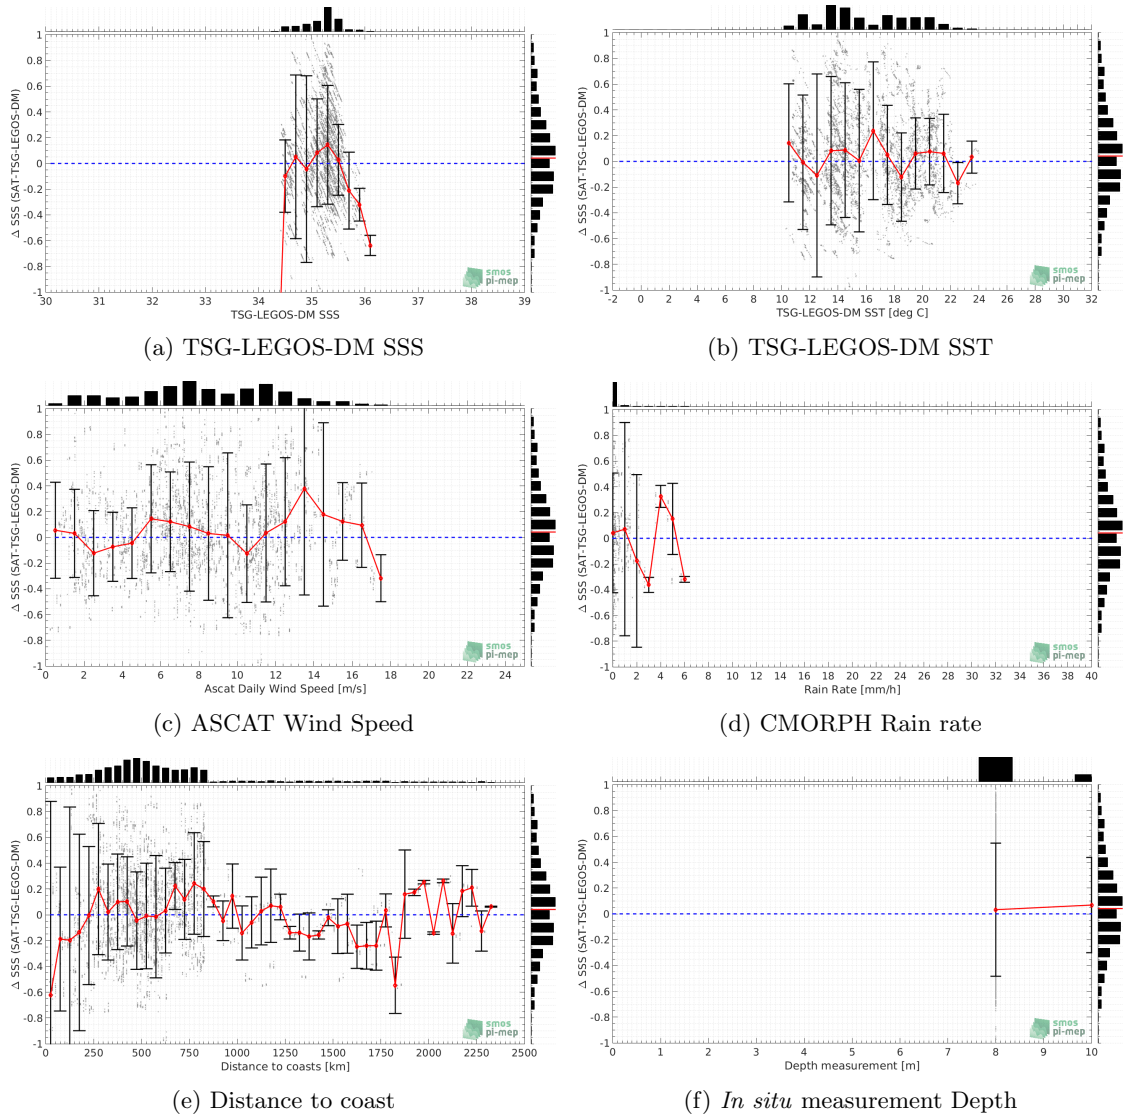 1
0.8
0.6
0.4
0.2
0
-0.2
-0.4
-0.6
-0.8
-1
Δ SSS (SAT-TSG-LEGOS-DM)
30 31 32 33 34 35 36 37 38 39
TSG-LEGOS-DM SSS
smos
pi-mep
(a) TSG-LEGOS-DM SSS
1
0.8
0.6
0.4
0.2
0
-0.2
-0.4
-0.6
-0.8
-1
Δ SSS (SAT-TSG-LEGOS-DM)
-2 0 2 4 6 8 10 12 14 16 18 20 22 24 26 28 30 32
TSG-LEGOS-DM SST [deg C]
smos
pi-mep
(b) TSG-LEGOS-DM SST
1
0.8
0.6
0.4
0.2
0
-0.2
-0.4
-0.6
-0.8
-1
Δ SSS (SAT-TSG-LEGOS-DM)
0 2 4 6 8 10 12 14 16 18 20 22 24
Ascat Daily Wind Speed [m/s]
smos
pi-mep
(c) ASCAT Wind Speed
1
0.8
0.6
0.4
0.2
0
-0.2
-0.4
-0.6
-0.8
-1
Δ SSS (SAT-TSG-LEGOS-DM)
0 2 4 6 8 10 12 14 16 18 20 22 24 26 28 30 32 34 36 38 40
Rain Rate [mm/h]
smos
pi-mep
(d) CMORPH Rain rate
1
0.8
0.6
0.4
0.2
0
-0.2
-0.4
-0.6
-0.8
-1
Δ SSS (SAT-TSG-LEGOS-DM)
0 250 500 750 1000 1250 1500 1750 2000 2250 2500
Distance to coasts [km]
smos
pi-mep
(e) Distance to coast
1
0.8
0.6
0.4
0.2
0
-0.2
-0.4
-0.6
-0.8
-1
Δ SSS (SAT-TSG-LEGOS-DM)
0 1 2 3 4 5 6 7 8 9 10
Depth measurement [m]
smos
pi-mep
(f) In situ measurement Depth